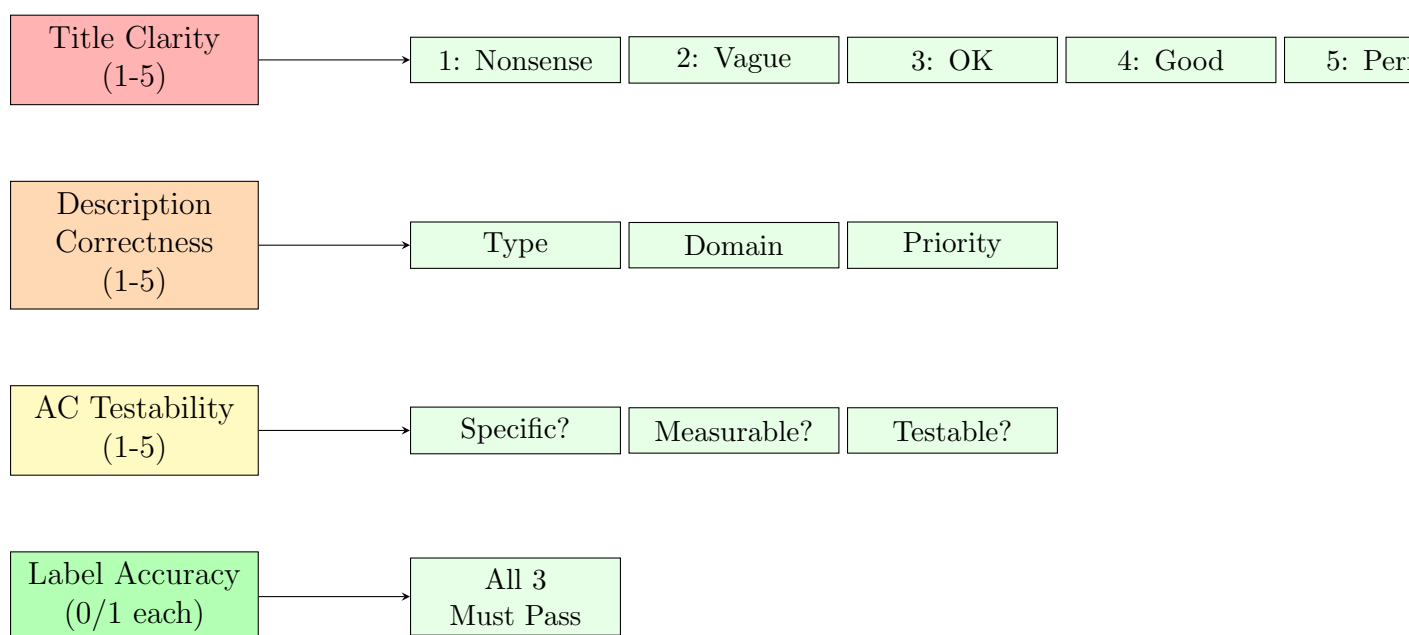 Title Clarity
(1-5)
1: Nonsense
2: Vague
3: OK
4: Good
5:
Description
Correctness
(1-5)
Type
Domain
Priority
AC Testability
(1-5)
Specific?
Measurable?
Testable?
Label Accuracy
(0/1 each)
All 3
Must Pass